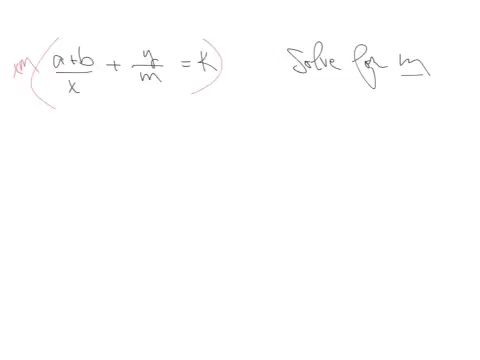 xm( (a+b)/x + y/m = K )
Solve for m